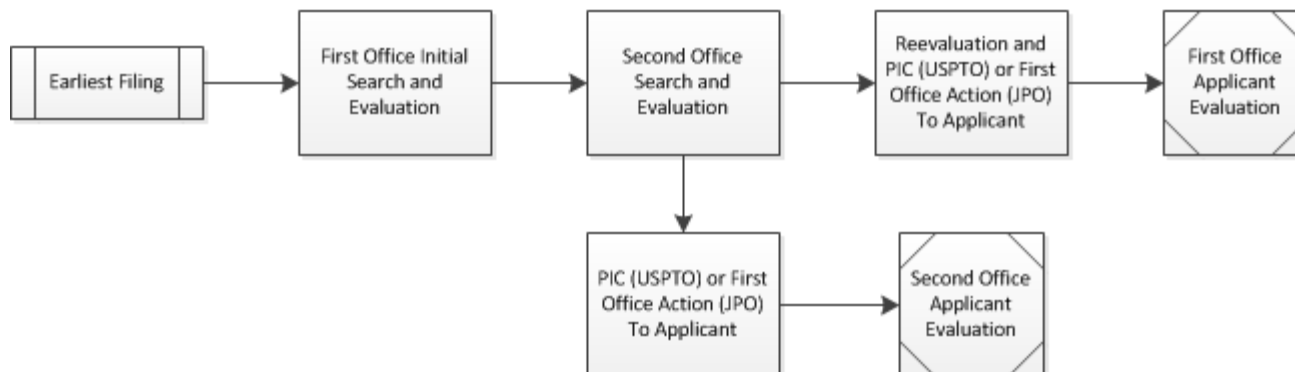 Earliest Filing
First Office Initial
Search and
Evaluation
Second Office
Search and
Evaluation
Reevaluation and
PIC (USPTO) or First
Office Action (JPO)
To Applicant
First Office
Applicant
Evaluation
PIC (USPTO) or First
Office Action (JPO)
To Applicant
Second Office
Applicant
Evaluation